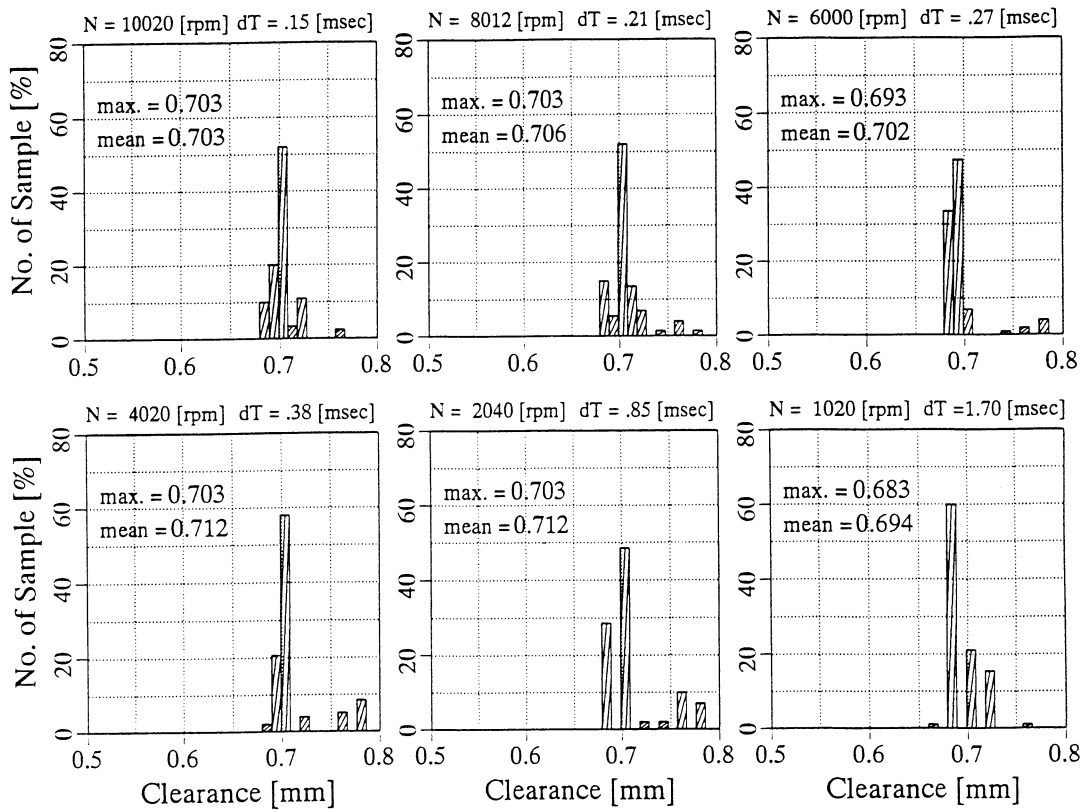 N = 10020 [rpm] dT = .15 [msec]
N = 8012 [rpm] dT = .21 [msec]
N = 6000 [rpm] dT = .27 [msec]
No. of Sample [%]
80
60
40
20
0
max. = 0.703
mean = 0.703
0.5 0.6 0.7 0.8
80
60
40
20
0
max. = 0.703
mean = 0.706
0.5 0.6 0.7 0.8
80
60
40
20
0
max. = 0.693
mean = 0.702
0.5 0.6 0.7 0.8
N = 4020 [rpm] dT = .38 [msec]
N = 2040 [rpm] dT = .85 [msec]
N = 1020 [rpm] dT =1.70 [msec]
No. of Sample [%]
80
60
40
20
0
max. = 0.703
mean = 0.712
0.5 0.6 0.7 0.8
Clearance [mm]
80
60
40
20
0
max. = 0.703
mean = 0.712
0.5 0.6 0.7 0.8
Clearance [mm]
80
60
40
20
0
max. = 0.683
mean = 0.694
0.5 0.6 0.7 0.8
Clearance [mm]